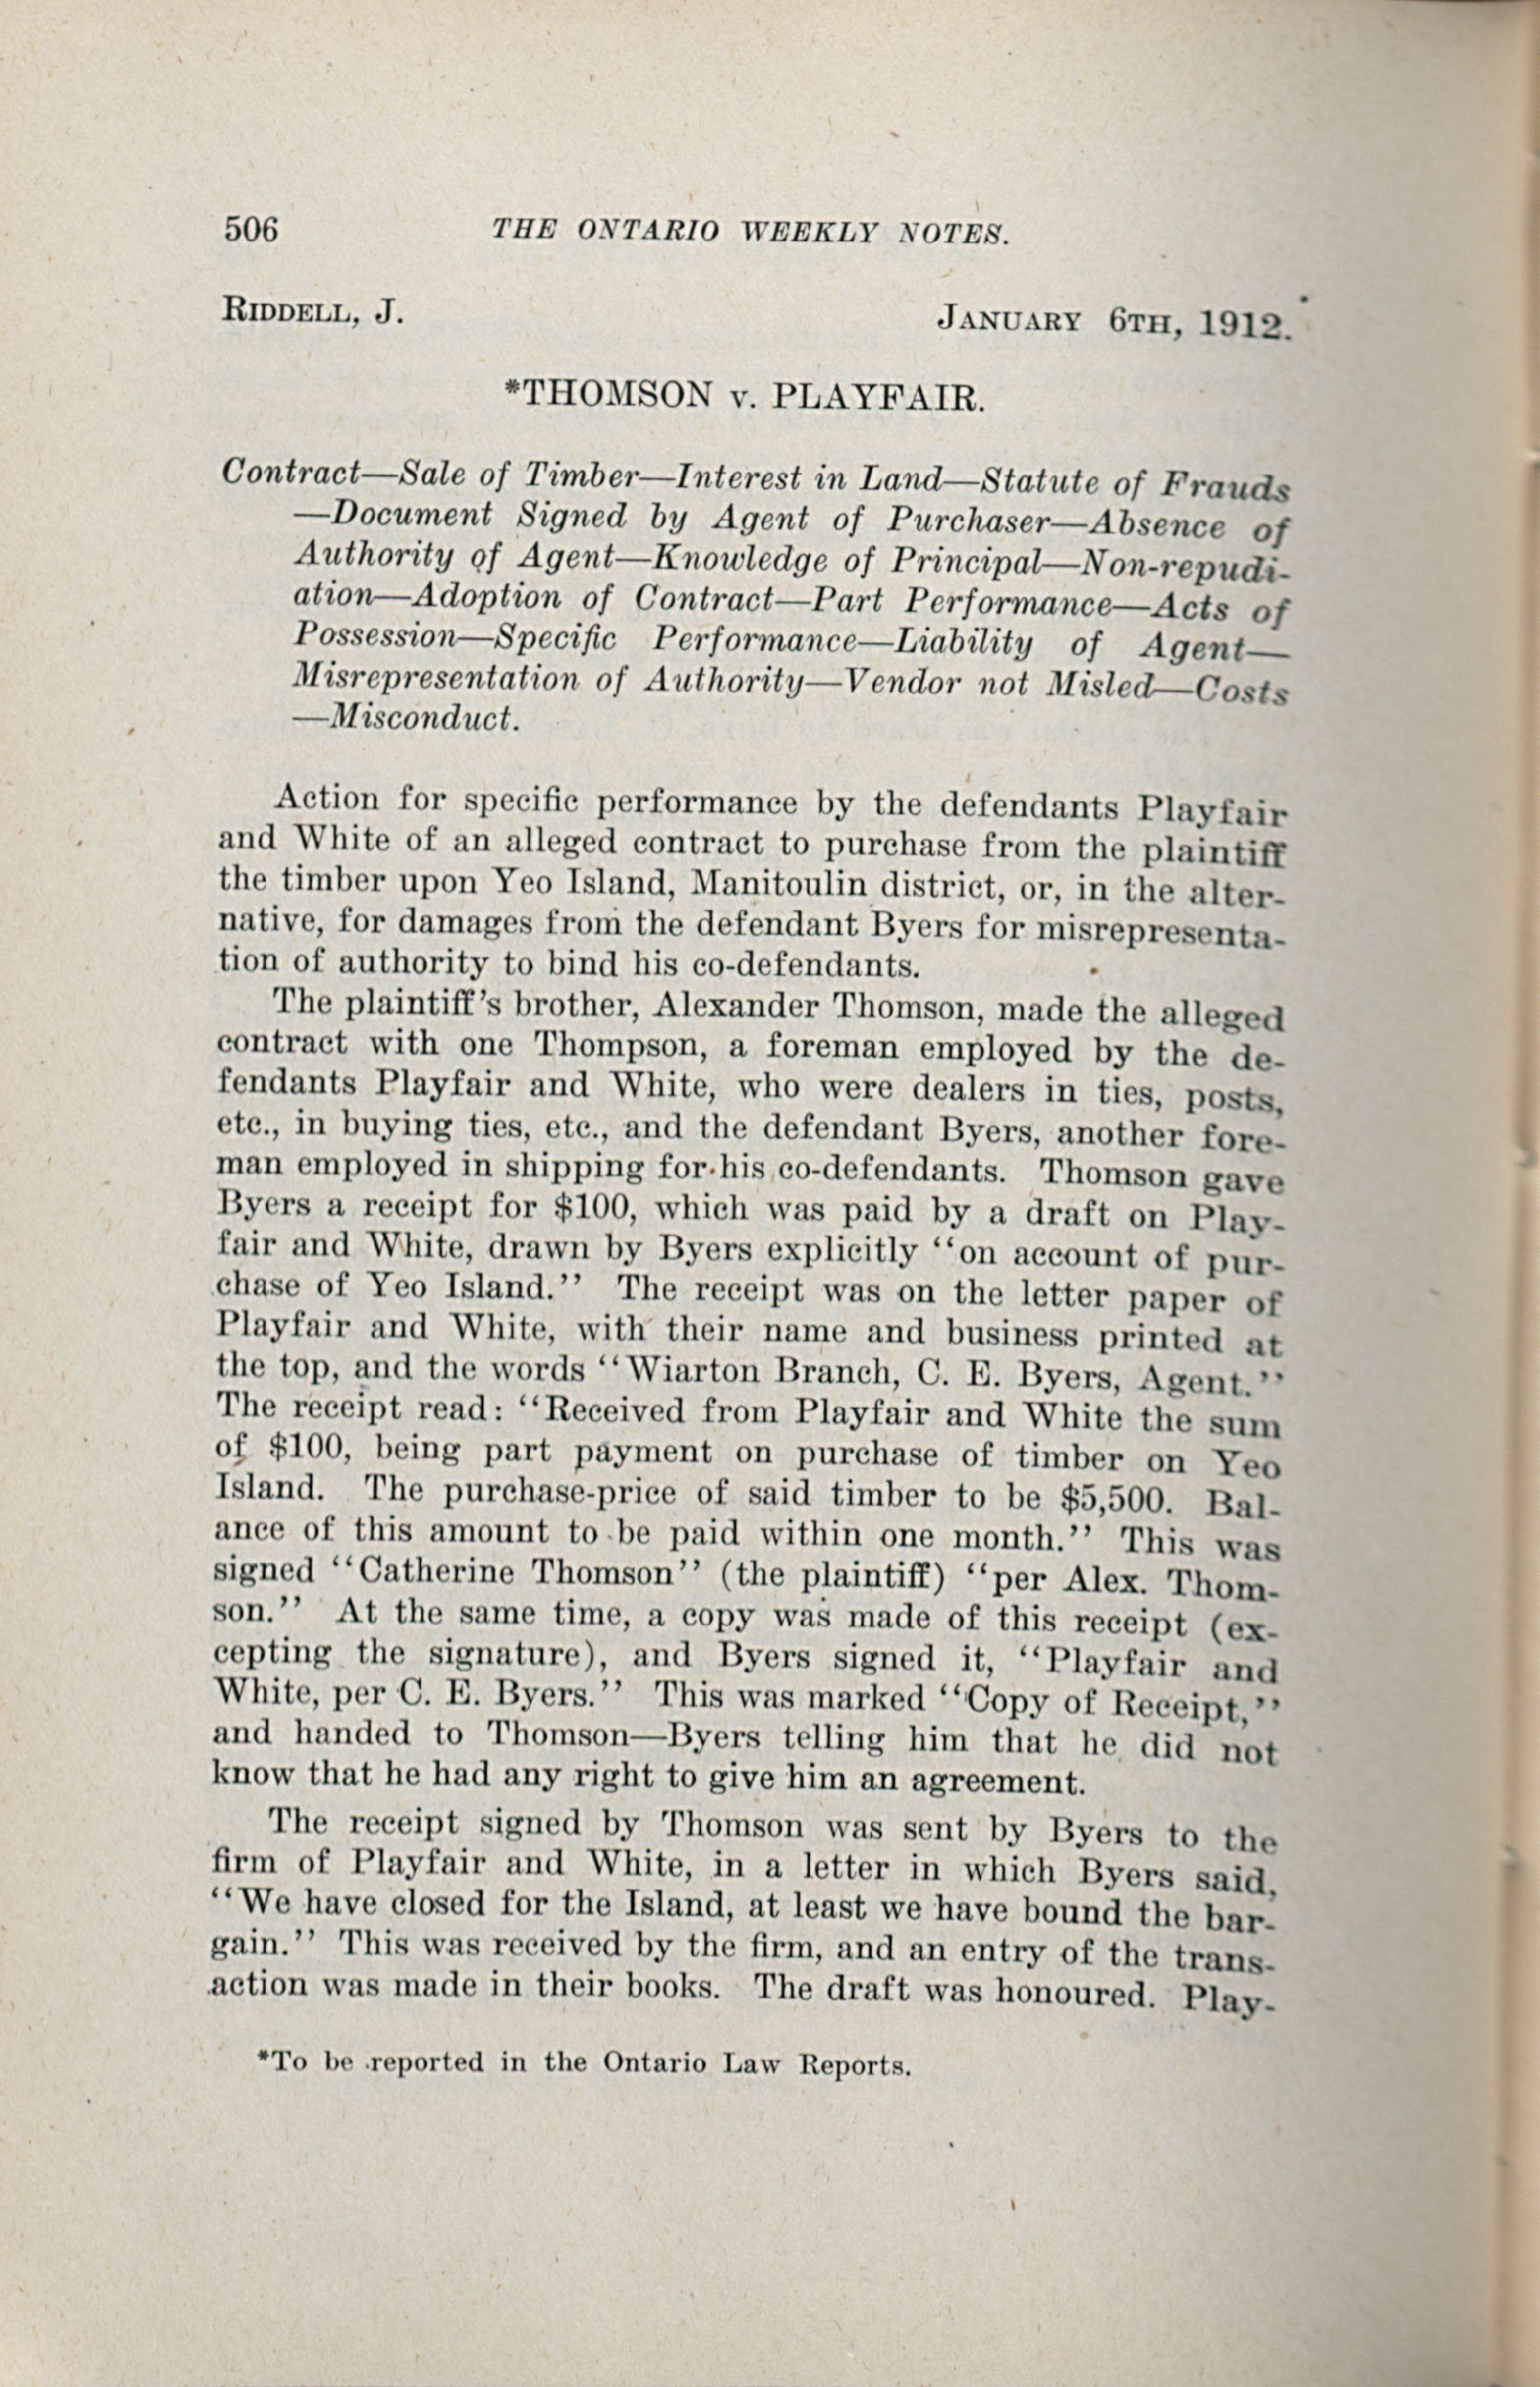 506 THE ONTARIO WEEKLY NOTES.
RIDDELL, J. JANUARY 6TH, 1912.
*THOMSON v. PLAYFAIR.
Contract—Sale of Timber—Interest in Land—Statute of Frauds
—Document Signed by Agent of Purchaser—Absence of
Authority of Agent—Knowledge of Principal—Non-repudi-
ation—Adoption of Contract—Part Performance—Acts of
Possession—Specific Performance—Liability of Agent—
Misrepresentation of Authority—Vendor not Misled—Costs
—Misconduct.
Action for specific performance by the defendants Playfair
and White of an alleged contract to purchase from the plaintiff
the timber upon Yeo Island, Manitoulin district, or, in the alter-
native, for damages from the defendant Byers for misrepresenta-
tion of authority to bind his co-defendants.
The plaintiff's brother, Alexander Thomson, made the alleged
contract with one Thompson, a foreman employed by the de-
fendants Playfair and White, who were dealers in ties, posts,
etc., in buying ties, etc., and the defendant Byers, another fore-
man employed in shipping for his co-defendants. Thomson gave
Byers a receipt for $100, which was paid by a draft on Play-
fair and White, drawn by Byers explicitly ''on account of pur-
chase of Yeo Island.'' The receipt was on the letter paper of
Playfair and White, with their name and business printed at
the top, and the words ''Wiarton Branch, C. E. Byers, Agent.''
The receipt read: ''Received from Playfair and White the sum
of $100, being part payment on purchase of timber on Yeo
Island. The purchase-price of said timber to be $5,500. Bal-
ance of this amount to be paid within one month.'' This was
signed ''Catherine Thomson'' (the plaintiff) ''per Alex. Thom-
son.'' At the same time, a copy was made of this receipt (ex-
cepting the signature), and Byers signed it, ''Playfair and
White, per C. E. Byers.'' This was marked ''Copy of Receipt,''
and handed to Thomson—Byers telling him that he did not
know that he had any right to give him an agreement.
The receipt signed by Thomson was sent by Byers to the
firm of Playfair and White, in a letter in which Byers said,
''We have closed for the Island, at least we have bound the bar-
gain.'' This was received by the firm, and an entry of the trans-
action was made in their books. The draft was honoured. Play-
*To be reported in the Ontario Law Reports.